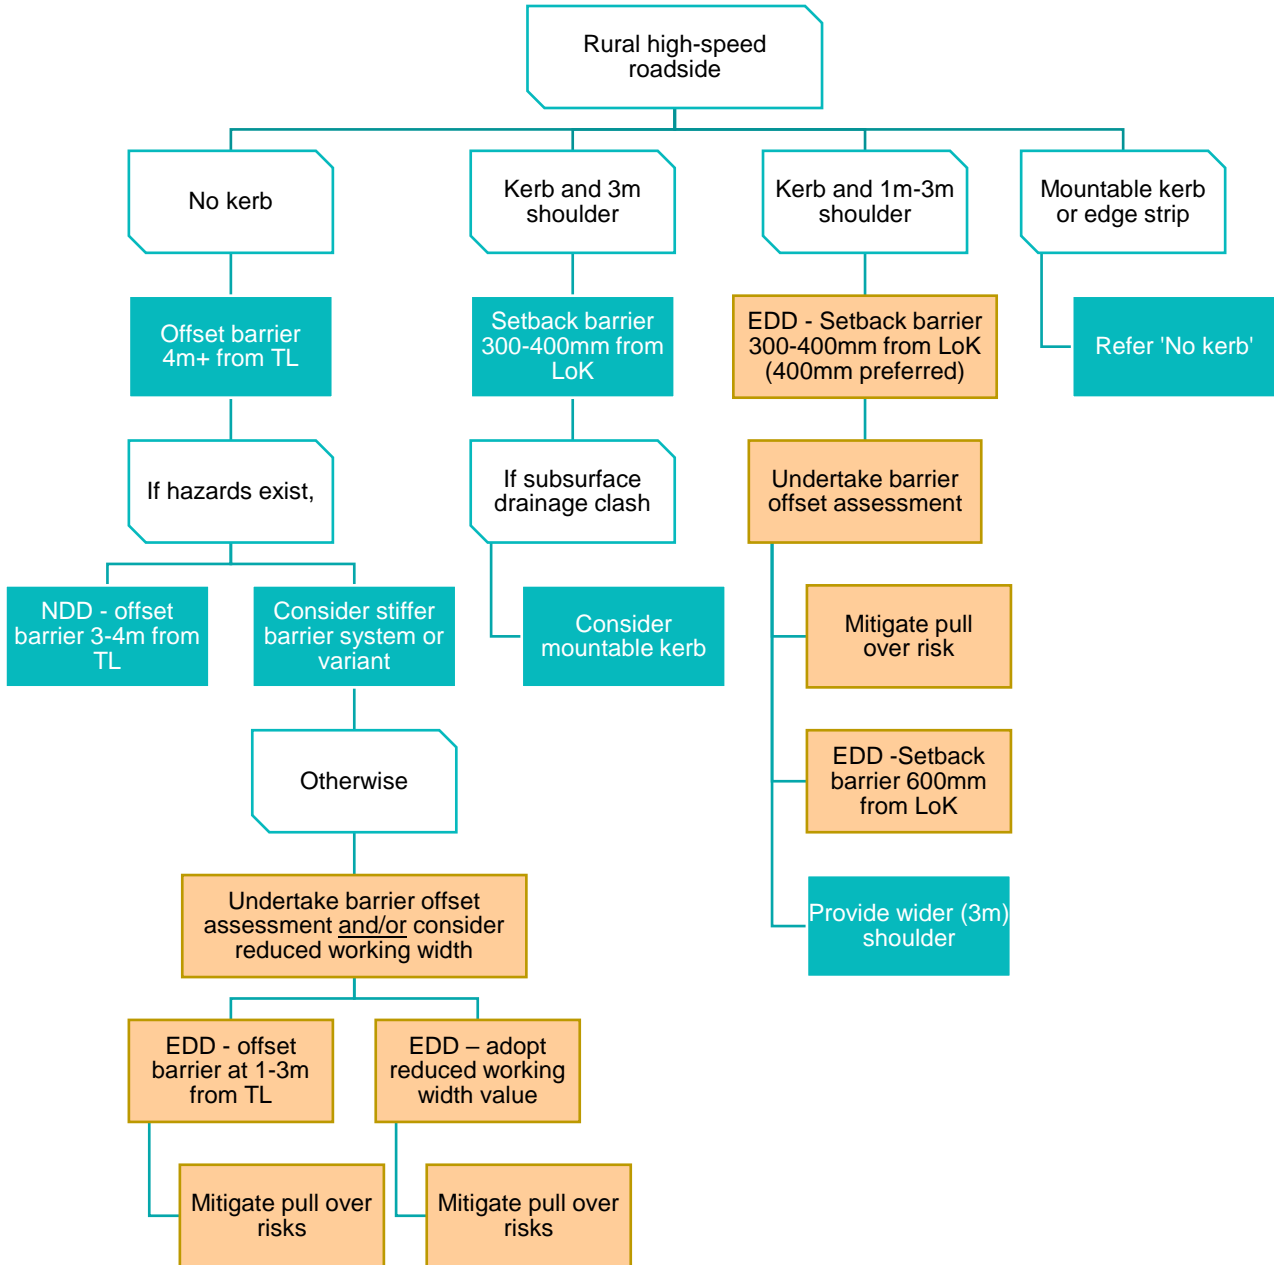 Rural high-speed
roadside
No kerb
Kerb and 3m
shoulder
Kerb and 1m-3m
shoulder
Mountable kerb
or edge strip
Offset barrier
4m+ from TL
Setback barrier
300-400mm from
LoK
EDD - Setback barrier
300-400mm from LoK
(400mm preferred)
Refer 'No kerb'
If hazards exist,
If subsurface
drainage clash
Undertake barrier
offset assessment
NDD - offset
barrier 3-4m from
TL
Consider stiffer
barrier system or
variant
Consider
mountable kerb
Mitigate pull
over risk
Otherwise
EDD -Setback
barrier 600mm
from LoK
Undertake barrier offset
assessment and/or consider
reduced working width
Provide wider (3m)
shoulder
EDD - offset
barrier at 1-3m
from TL
EDD – adopt
reduced working
width value
Mitigate pull over
risks
Mitigate pull over
risks